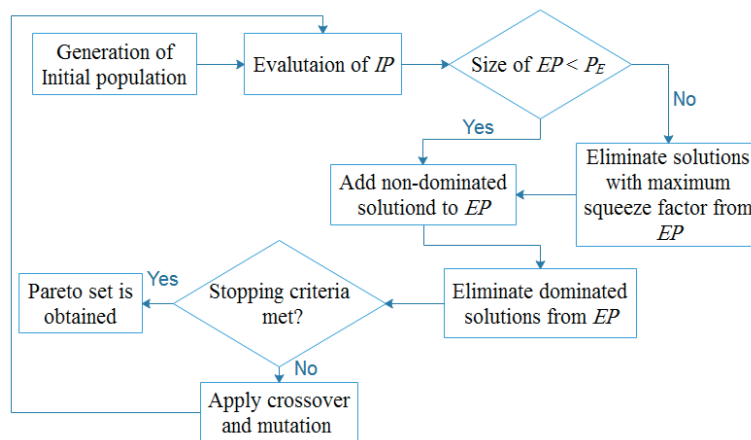 Generation of
Initial population
Evalutaion of IP
Size of EP < PE
No
Yes
Eliminate solutions
with maximum
squeeze factor from
EP
Add non-dominated
solutiond to EP
Eliminate dominated
solutions from EP
Stopping criteria
met?
Yes
Pareto set is
obtained
No
Apply crossover
and mutation